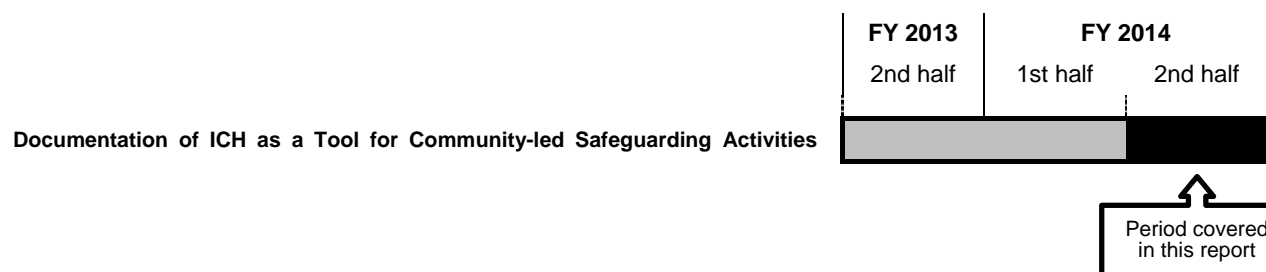 FY 2013 FY 2014
2nd half 1st half 2nd half
Documentation of ICH as a Tool for Community-led Safeguarding Activities
Period covered
in this report